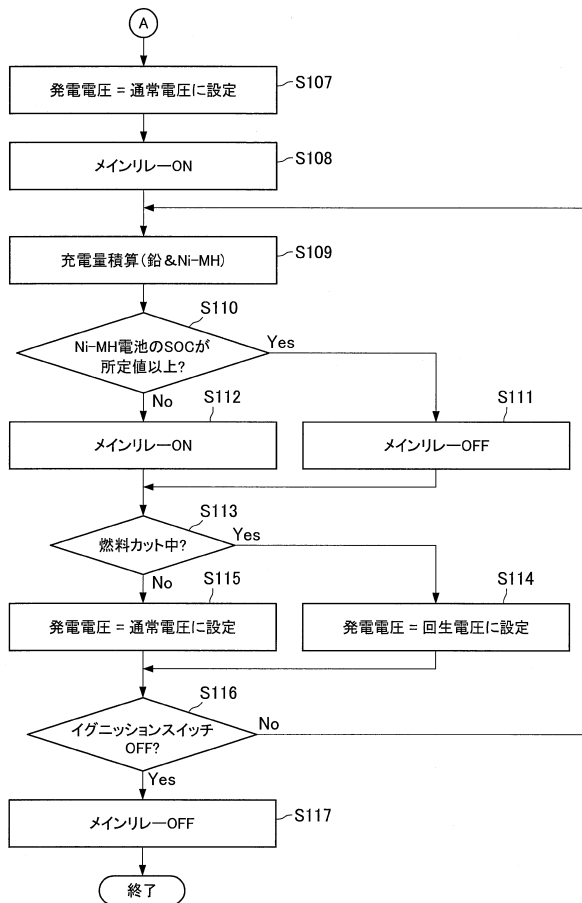 A
発電電圧 = 通常電圧に設定
S107
メインリレーON
S108
充電量積算(鉛&Ni-MH)
S109
S110
Ni-MH電池のSOCが
所定値以上?
Yes
No
S112
S111
メインリレーON
メインリレーOFF
S113
燃料カット中?
Yes
No
S115
S114
発電電圧 = 通常電圧に設定
発電電圧 = 回生電圧に設定
S116
イグニッションスイッチ
OFF?
No
Yes
メインリレーOFF
S117
終了